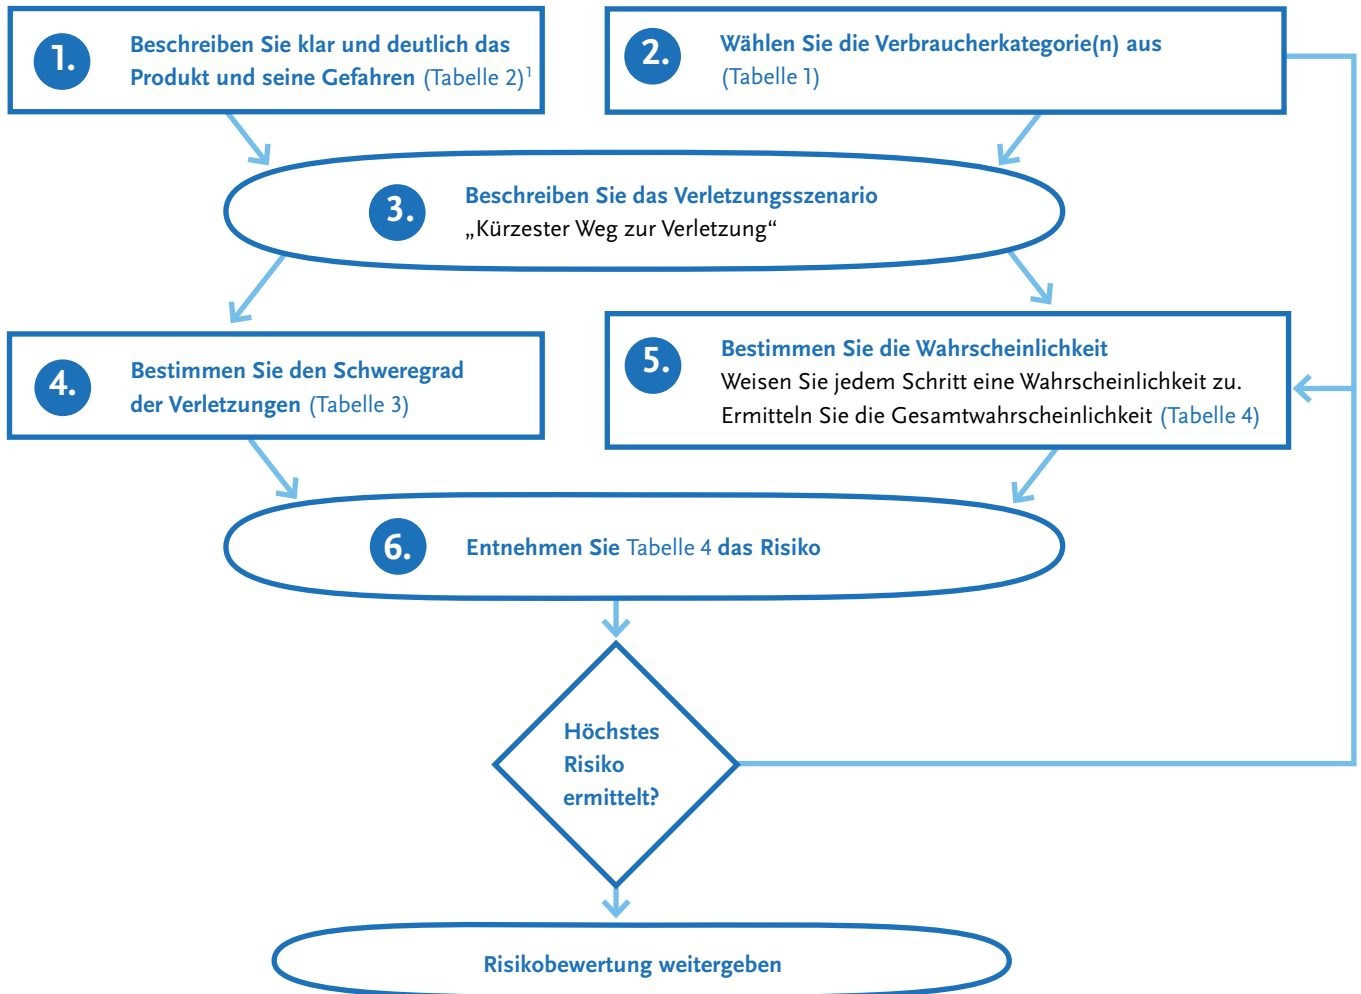 1.
Beschreiben Sie klar und deutlich das
Produkt und seine Gefahren (Tabelle 2)¹
2.
Wählen Sie die Verbraucherkategorie(n) aus
(Tabelle 1)
3.
Beschreiben Sie das Verletzungsszenario
„Kürzester Weg zur Verletzung“
4.
Bestimmen Sie den Schweregrad
der Verletzungen (Tabelle 3)
5.
Bestimmen Sie die Wahrscheinlichkeit
Weisen Sie jedem Schritt eine Wahrscheinlichkeit zu.
Ermitteln Sie die Gesamtwahrscheinlichkeit (Tabelle 4)
6.
Entnehmen Sie Tabelle 4 das Risiko
Höchstes
Risiko
ermittelt?
Risikobewertung weitergeben